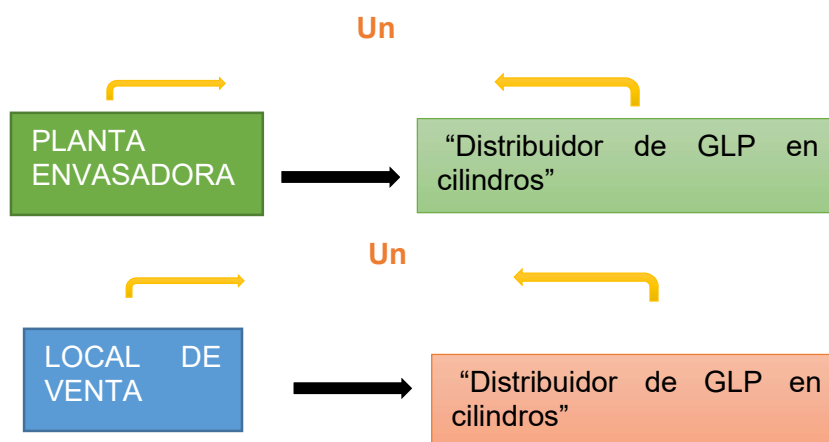 Un
PLANTA
ENVASADORA
“Distribuidor de GLP en
cilindros”
Un
LOCAL DE
VENTA
“Distribuidor de GLP en
cilindros”